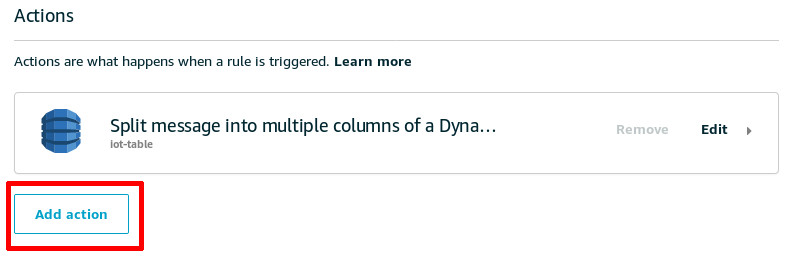 Actions
Actions are what happens when a rule is triggered. Learn more
Split message into multiple columns of a Dyna...
iot-table
Remove
Edit
Add action